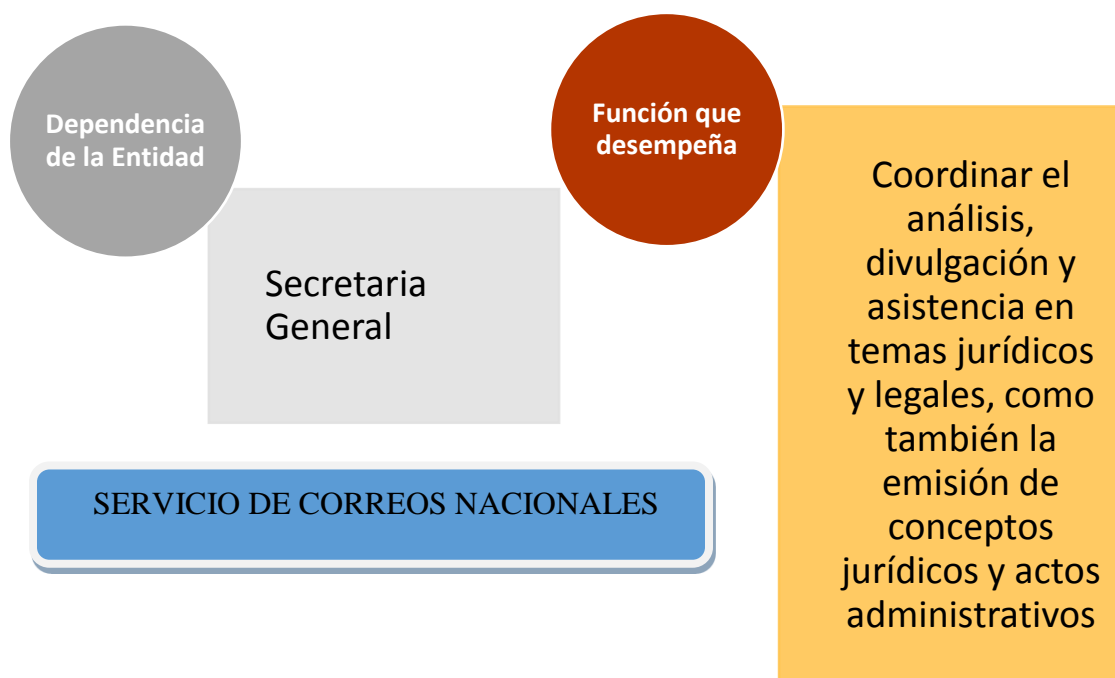 Dependencia
de la Entidad
Secretaria
General
SERVICIO DE CORREOS NACIONALES
Función que
desempeña
Coordinar el
análisis,
divulgación y
asistencia en
temas jurídicos
y legales, como
también la
emisión de
conceptos
jurídicos y actos
administrativos